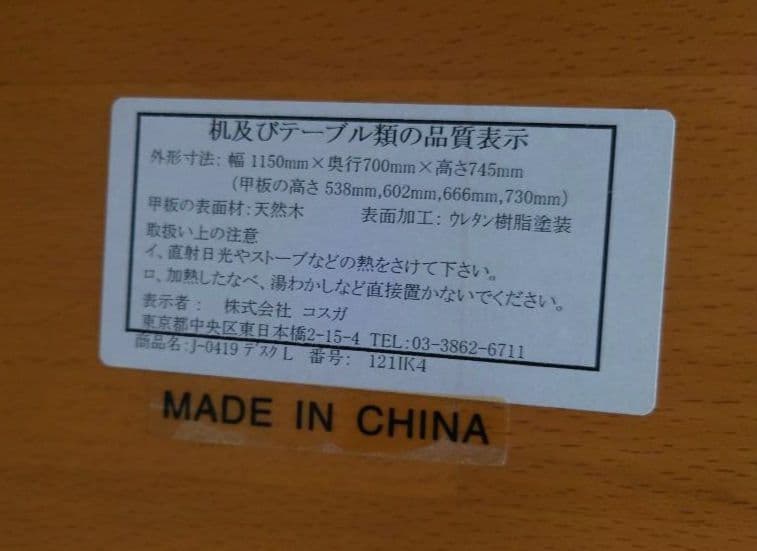 机及びテーブル類の品質表示
外形寸法: 幅 1150mm×奥行700mm×高さ745mm
(甲板の高さ 538mm,602mm,666mm,730mm)
甲板の表面材: 天然木 表面加工: ウレタン樹脂塗装
取扱い上の注意
イ、直射日光やストーブなどの熱をさけて下さい。
ロ、加熱したなべ、湯わかしなど直接置かないでください。
表示者 : 株式会社 コスガ
東京都中央区東日本橋2-15-4 TEL:03-3862-6711
商品名:J-0419 デスクL 番号: 121IK4
MADE IN CHINA